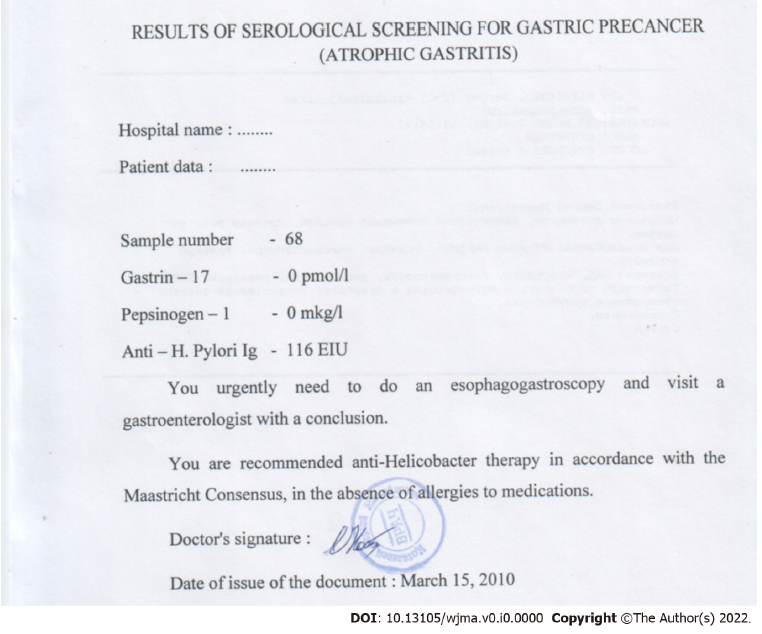 RESULTS OF SEROLOGICAL SCREENING FOR GASTRIC PRECANCER
(ATROPHIC GASTRITIS)
Hospital name : ........
Patient data : ........
Sample number - 68
Gastrin – 17 - 0 pmol/l
Pepsinogen – 1 - 0 mkg/l
Anti – H. Pylori Ig - 116 EIU
You urgently need to do an esophagogastroscopy and visit a
gastroenterologist with a conclusion.
You are recommended anti-Helicobacter therapy in accordance with the
Maastricht Consensus, in the absence of allergies to medications.
Doctor's signature :
ВРАЧ
Date of issue of the document : March 15, 2010
DOI: 10.13105/wjma.v0.i0.0000 Copyright ©The Author(s) 2022.